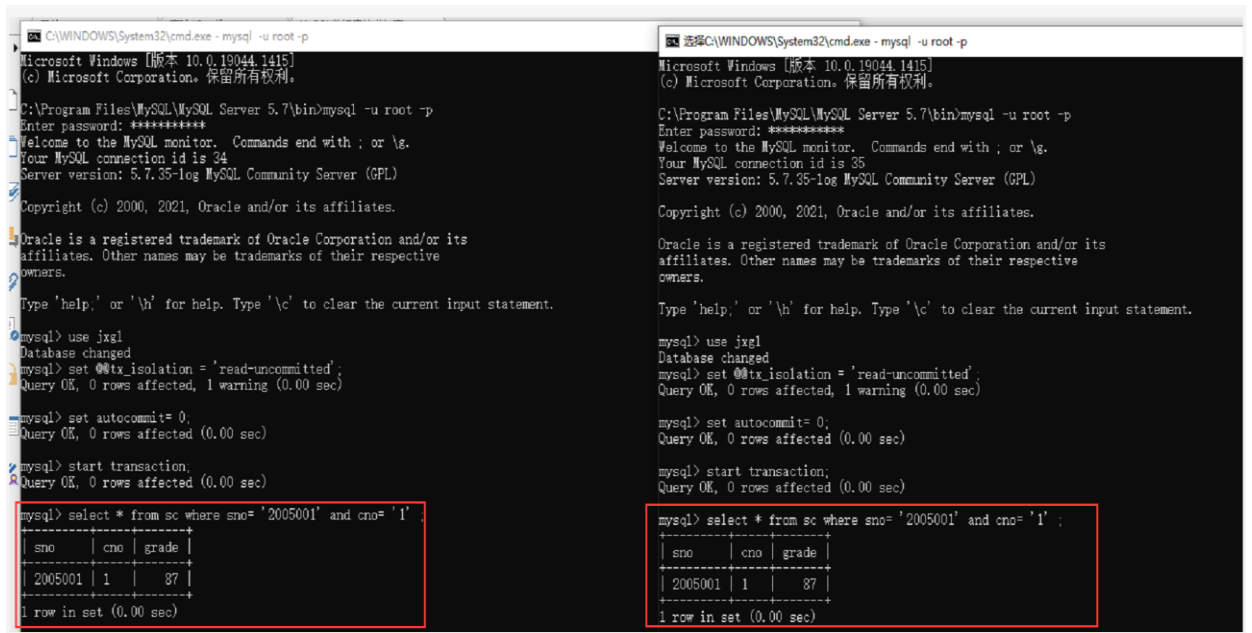 C:\WINDOWS\System32\cmd.exe - mysql -u root -p
Microsoft Windows [版本 10.0.19044.1415]
(c) Microsoft Corporation。保留所有权利。
C:\Program Files\MySQL\MySQL Server 5.7\bin>mysql -u root -p
Enter password: ***********
Welcome to the MySQL monitor.  Commands end with ; or \g.
Your MySQL connection id is 34
Server version: 5.7.35-log MySQL Community Server (GPL)
Copyright (c) 2000, 2021, Oracle and/or its affiliates.
Oracle is a registered trademark of Oracle Corporation and/or its
affiliates. Other names may be trademarks of their respective
owners.
Type 'help;' or '\h' for help. Type '\c' to clear the current input statement.
mysql> use jxgl
Database changed
mysql> set @@tx_isolation = 'read-uncommitted';
Query OK, 0 rows affected, 1 warning (0.00 sec)
mysql> set autocommit= 0;
Query OK, 0 rows affected (0.00 sec)
mysql> start transaction;
Query OK, 0 rows affected (0.00 sec)
mysql> select * from sc where sno= '2005001' and cno= '1' ;
+---------+-----+-------+
| sno     | cno | grade |
+---------+-----+-------+
| 2005001 | 1   |    87 |
+---------+-----+-------+
1 row in set (0.00 sec)
选择C:\WINDOWS\System32\cmd.exe - mysql -u root -p
Microsoft Windows [版本 10.0.19044.1415]
(c) Microsoft Corporation。保留所有权利。
C:\Program Files\MySQL\MySQL Server 5.7\bin>mysql -u root -p
Enter password: ***********
Welcome to the MySQL monitor.  Commands end with ; or \g.
Your MySQL connection id is 35
Server version: 5.7.35-log MySQL Community Server (GPL)
Copyright (c) 2000, 2021, Oracle and/or its affiliates.
Oracle is a registered trademark of Oracle Corporation and/or its
affiliates. Other names may be trademarks of their respective
owners.
Type 'help;' or '\h' for help. Type '\c' to clear the current input statement.
mysql> use jxgl
Database changed
mysql> set @@tx_isolation = 'read-uncommitted';
Query OK, 0 rows affected, 1 warning (0.00 sec)
mysql> set autocommit= 0;
Query OK, 0 rows affected (0.00 sec)
mysql> start transaction;
Query OK, 0 rows affected (0.00 sec)
mysql> select * from sc where sno= '2005001' and cno= '1' ;
+---------+-----+-------+
| sno     | cno | grade |
+---------+-----+-------+
| 2005001 | 1   |    87 |
+---------+-----+-------+
1 row in set (0.00 sec)